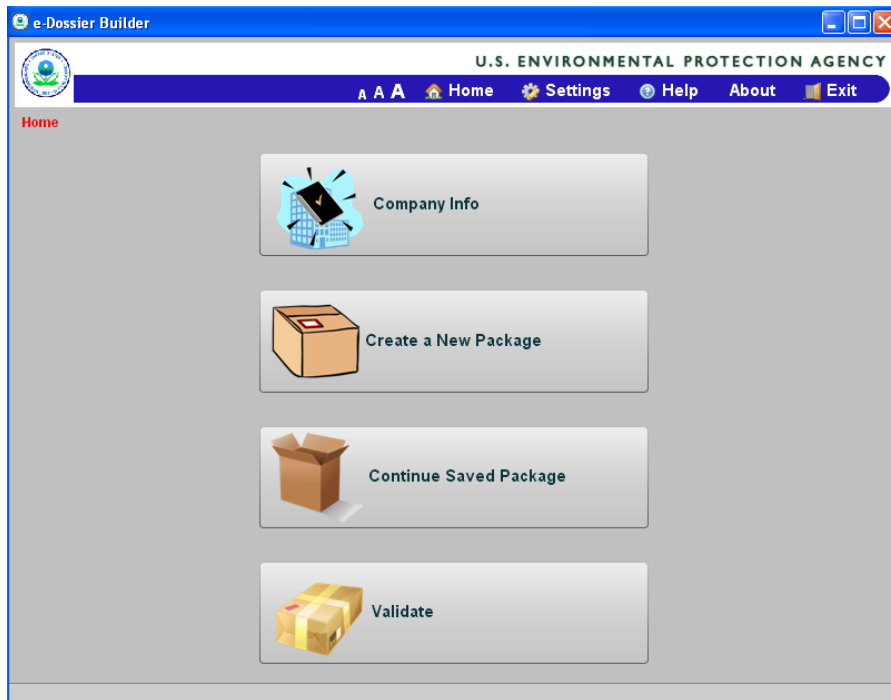 e-Dossier Builder
U.S. ENVIRONMENTAL PROTECTION AGENCY
A A A Home Settings Help About Exit
Home
Company Info
Create a New Package
Continue Saved Package
Validate